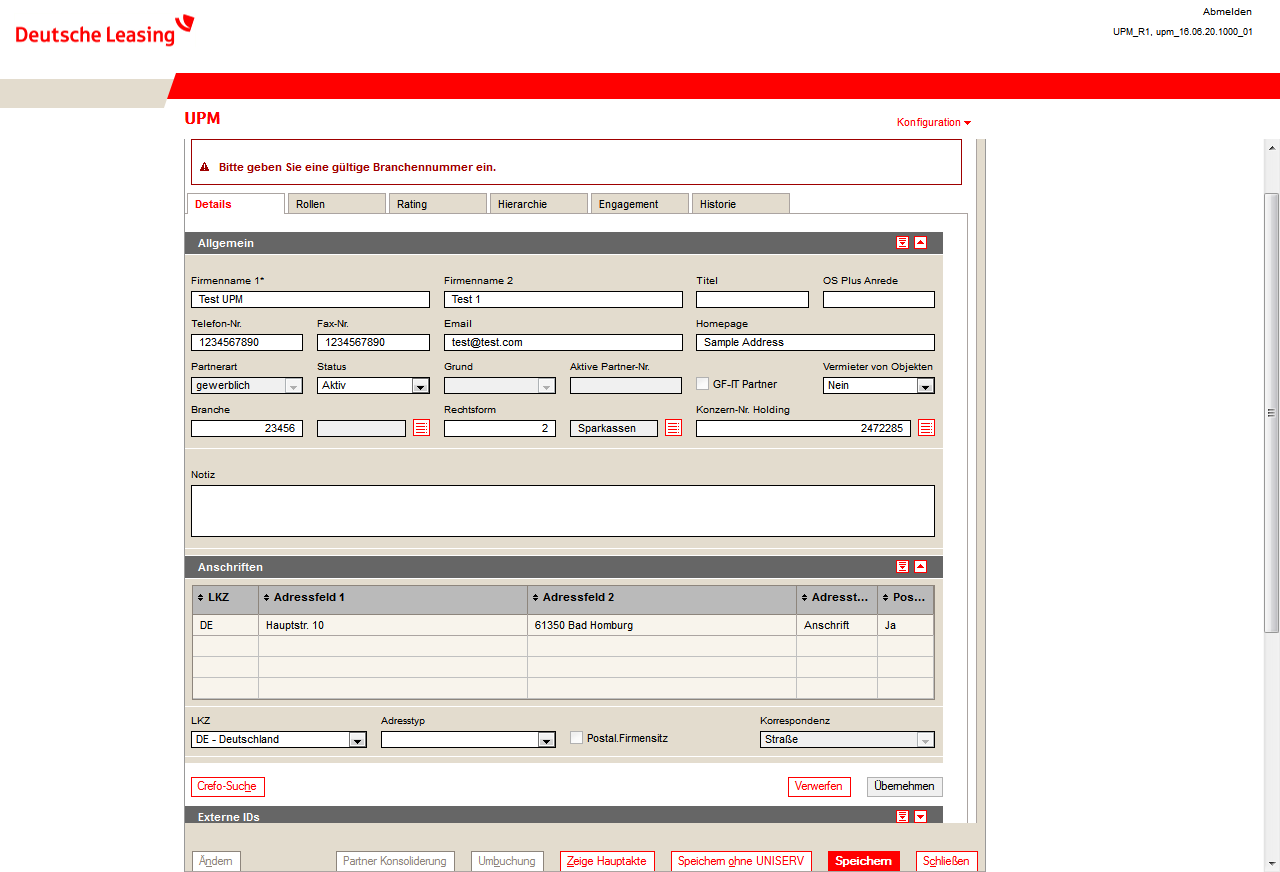 Deutsche Leasing
Abmelden
UPM_R1, upm_16.06.20.1000_01
UPM
Konfiguration
Bitte geben Sie eine gültige Branchennummer ein.
Details Rollen Rating Hierarchie Engagement Historie
Allgemein
Firmenname 1* Firmenname 2 Titel OS Plus Anrede
Test UPM Test 1
Telefon-Nr. Fax-Nr. Email Homepage
1234567890 1234567890 test@test.com Sample Address
Partnerart Status Grund Aktive Partner-Nr. Vermieter von Objekten
gewerblich Aktiv GF-IT Partner Nein
Branche Rechtsform Konzern-Nr. Holding
23456 2 Sparkassen 2472285
Notiz
Anschriften
LKZ Adressfeld 1 Adressfeld 2 Adresst... Pos...
DE Hauptstr. 10 61350 Bad Homburg Anschrift Ja
LKZ Adresstyp Korrespondenz
DE - Deutschland Postal.Firmensitz Straße
Crefo-Suche Verwerfen Übernehmen
Externe IDs
Ändern Partner Konsolidierung Umbuchung Zeige Hauptakte Speichern ohne UNISERV Speichern Schließen